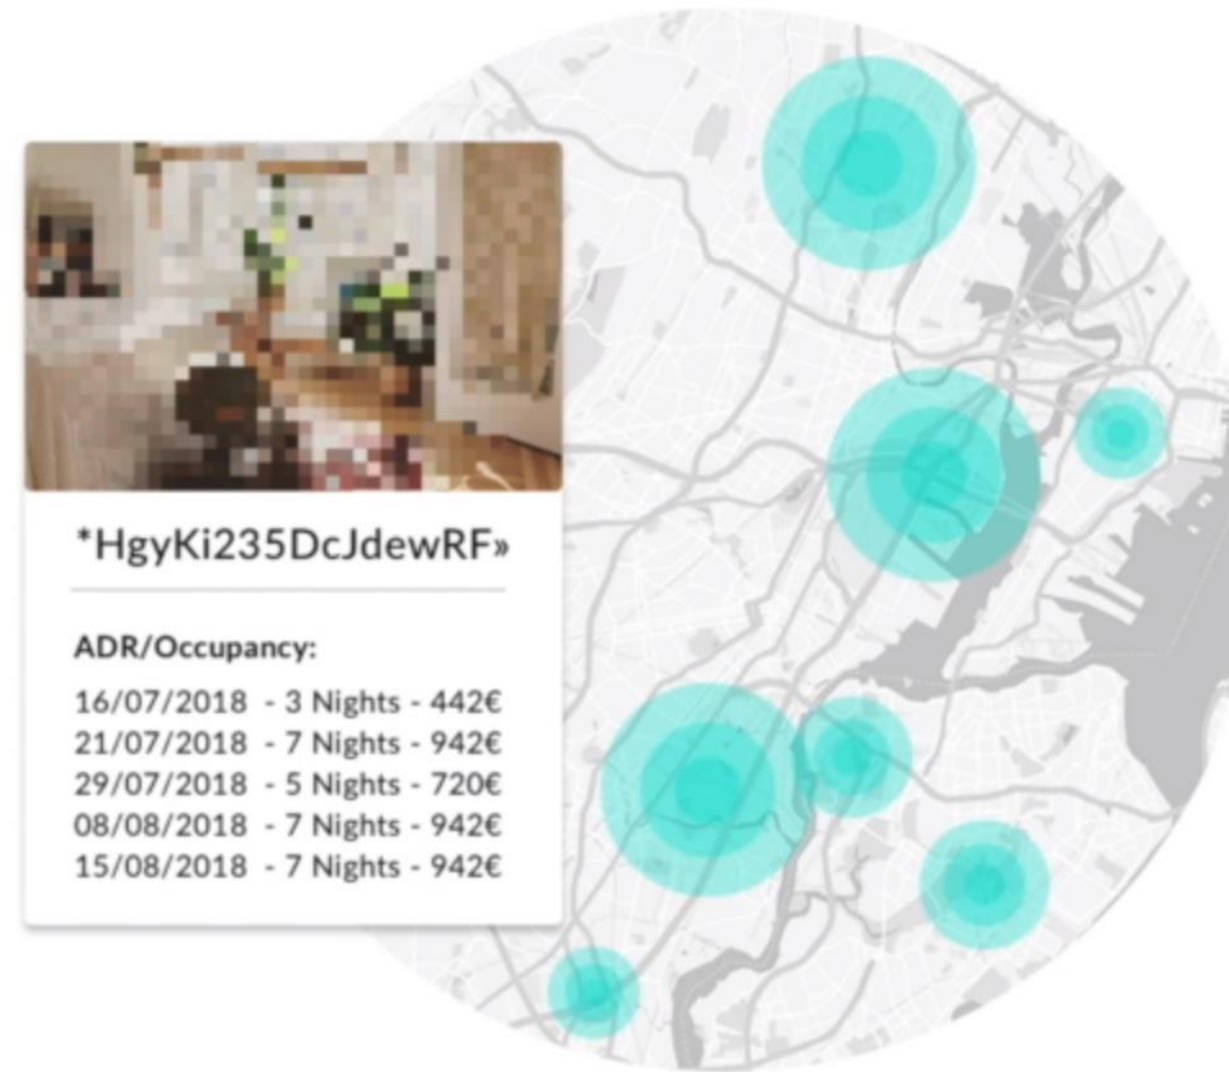 *HgyKi235DcJdewRF»
ADR/Occupancy:
16/07/2018 - 3 Nights - 442€
21/07/2018 - 7 Nights - 942€
29/07/2018 - 5 Nights - 720€
08/08/2018 - 7 Nights - 942€
15/08/2018 - 7 Nights - 942€